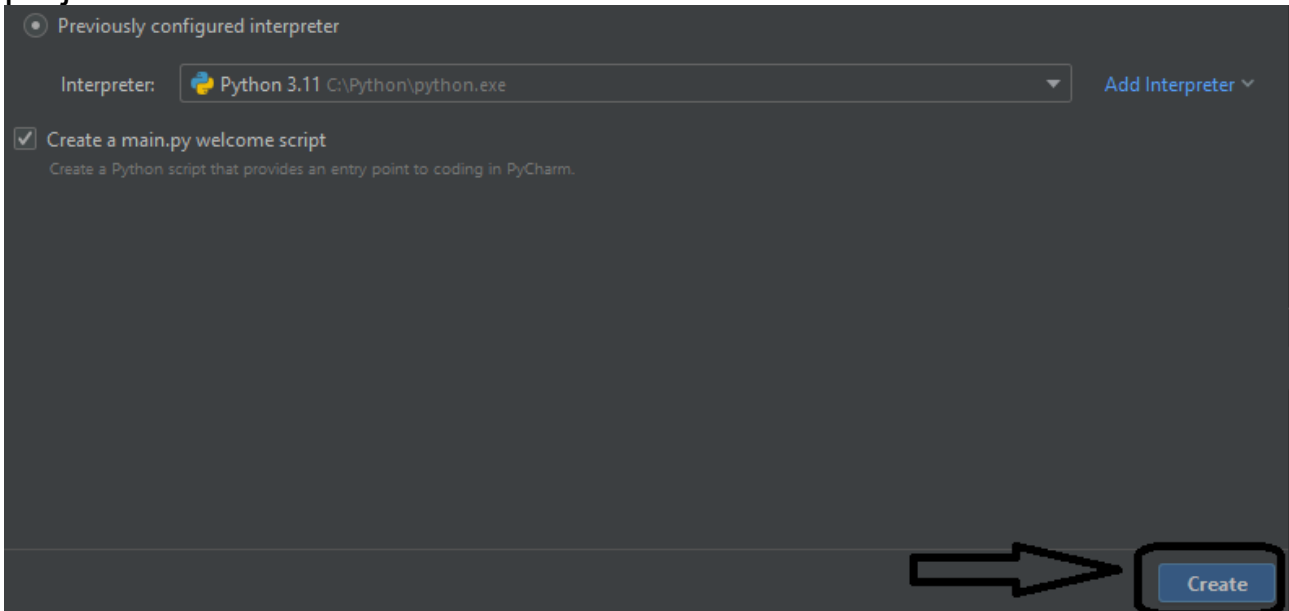 Previously configured interpreter
Interpreter: Python 3.11 C:\Python\python.exe Add Interpreter
Create a main.py welcome script
Create a Python script that provides an entry point to coding in PyCharm.
Create